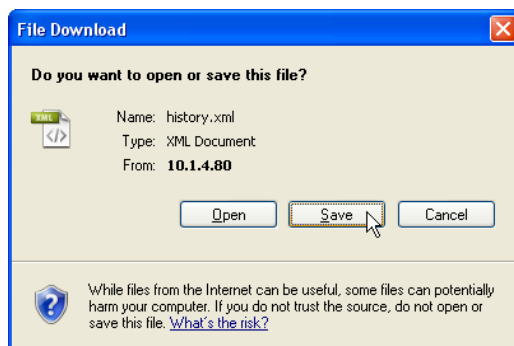 File Download
Do you want to open or save this file?
XML
Name: history.xml
Type: XML Document
From: 10.1.4.80
Open Save Cancel
While files from the Internet can be useful, some files can potentially
harm your computer. If you do not trust the source, do not open or
save this file. What's the risk?